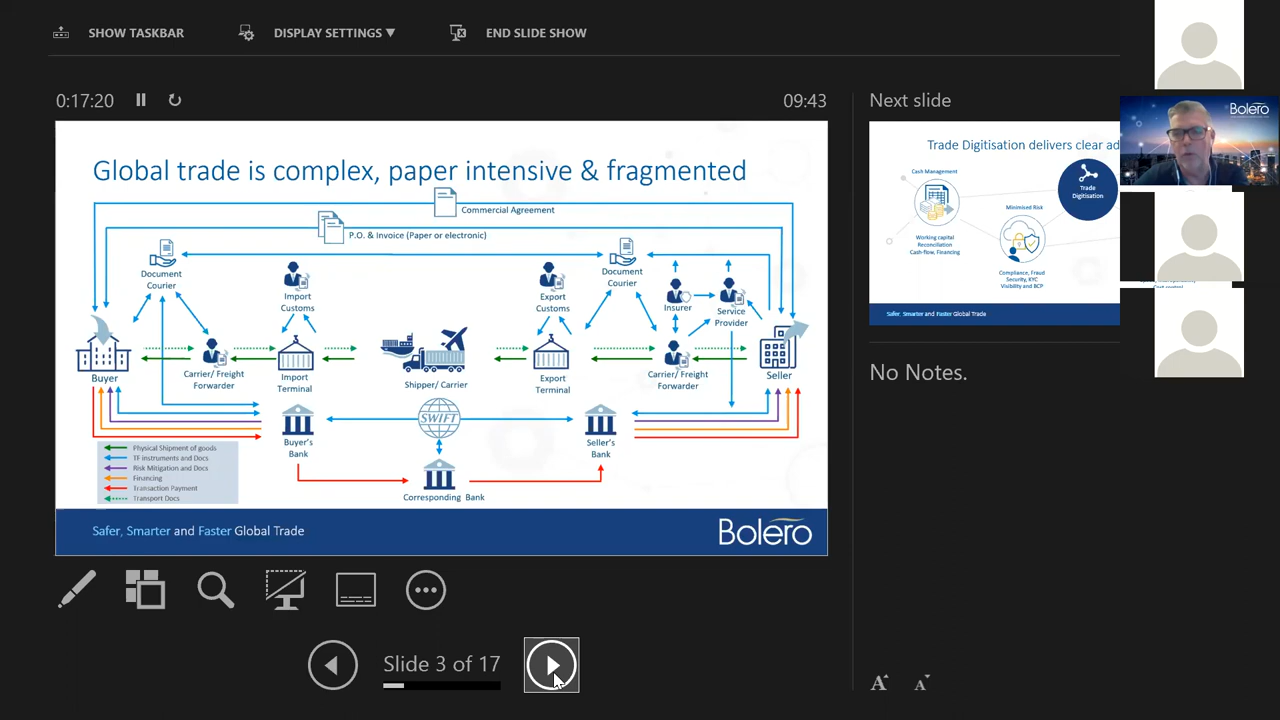 SHOW TASKBAR
DISPLAY SETTINGS ▼
END SLIDE SHOW
0:17:20
09:43
Next slide
Global trade is complex, paper intensive & fragmented
Commercial Agreement
P.O. & Invoice (Paper or electronic)
Document
Courier
Import
Customs
Export
Customs
Document
Courier
Insurer
Service
Provider
Buyer
Carrier/ Freight
Forwarder
Import
Terminal
Shipper/ Carrier
Export
Terminal
Carrier/ Freight
Forwarder
Seller
Buyer's
Bank
SWIFT
Seller's
Bank
Corresponding Bank
Physical Shipment of goods
TF instruments and Docs
Risk Mitigation and Docs
Financing
Transaction Payment
Transport Docs
Safer, Smarter and Faster Global Trade
Bolero
Trade Digitisation delivers clear ad
Cash Management
Working capital
Reconciliation
Cash-flow, Financing
Minimised Risk
Compliance, Fraud
Security, KYC
Visibility and BCP
Trade
Digitisation
Safer, Smarter and Faster Global Trade
Bolero
No Notes.
Slide 3 of 17
A
A